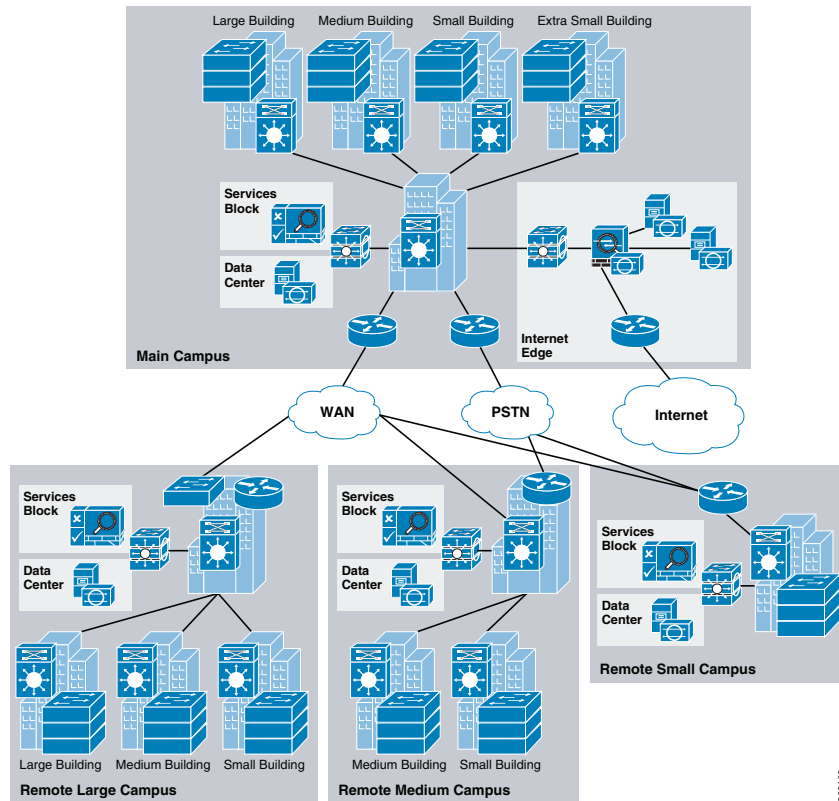 Large Building
Medium Building
Small Building
Extra Small Building
Services
Block
Data
Center
Internet
Edge
Main Campus
WAN
PSTN
Internet
Services
Block
Data
Center
Large Building
Medium Building
Small Building
Remote Large Campus
Services
Block
Data
Center
Medium Building
Small Building
Remote Medium Campus
Services
Block
Data
Center
Remote Small Campus